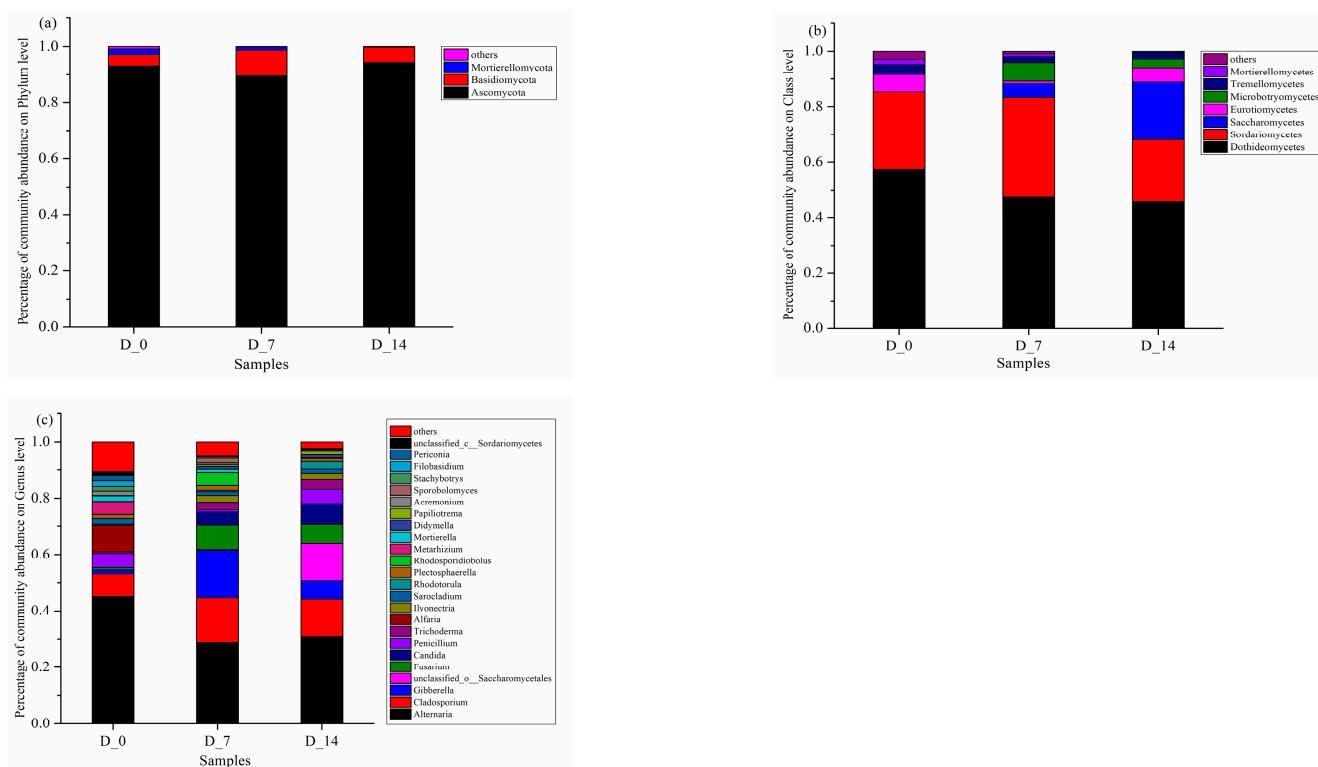 (a)
Percentage of community abundance on Phylum level
1.0
0.8
0.6
0.4
0.2
0.0
D_0
D_7
D_14
Samples
others
Mortierellomycota
Basidiomycota
Ascomycota
(b)
Percentage of community abundance on Class level
1.0
0.8
0.6
0.4
0.2
0.0
D_0
D_7
D_14
Samples
others
Mortierellomycetes
Tremellomycetes
Microbotryomycetes
Eurotiomycetes
Saccharomycetes
Sordariomycetes
Dothideomycetes
(c)
Percentage of community abundance on Genus level
1.0
0.8
0.6
0.4
0.2
0.0
D_0
D_7
D_14
Samples
others
unclassified_c__Sordariomycetes
Periconia
Filobasidium
Stachybotrys
Sporobolomyces
Acremonium
Papiliotrema
Didymella
Mortierella
Metarhizium
Rhodosporidiobolus
Plectosphaerella
Rhodotorula
Sarocladium
Ilyonectria
Alfaria
Trichoderma
Penicillium
Candida
Fusarium
unclassified_o__Saccharomycetales
Gibberella
Cladosporium
Alternaria